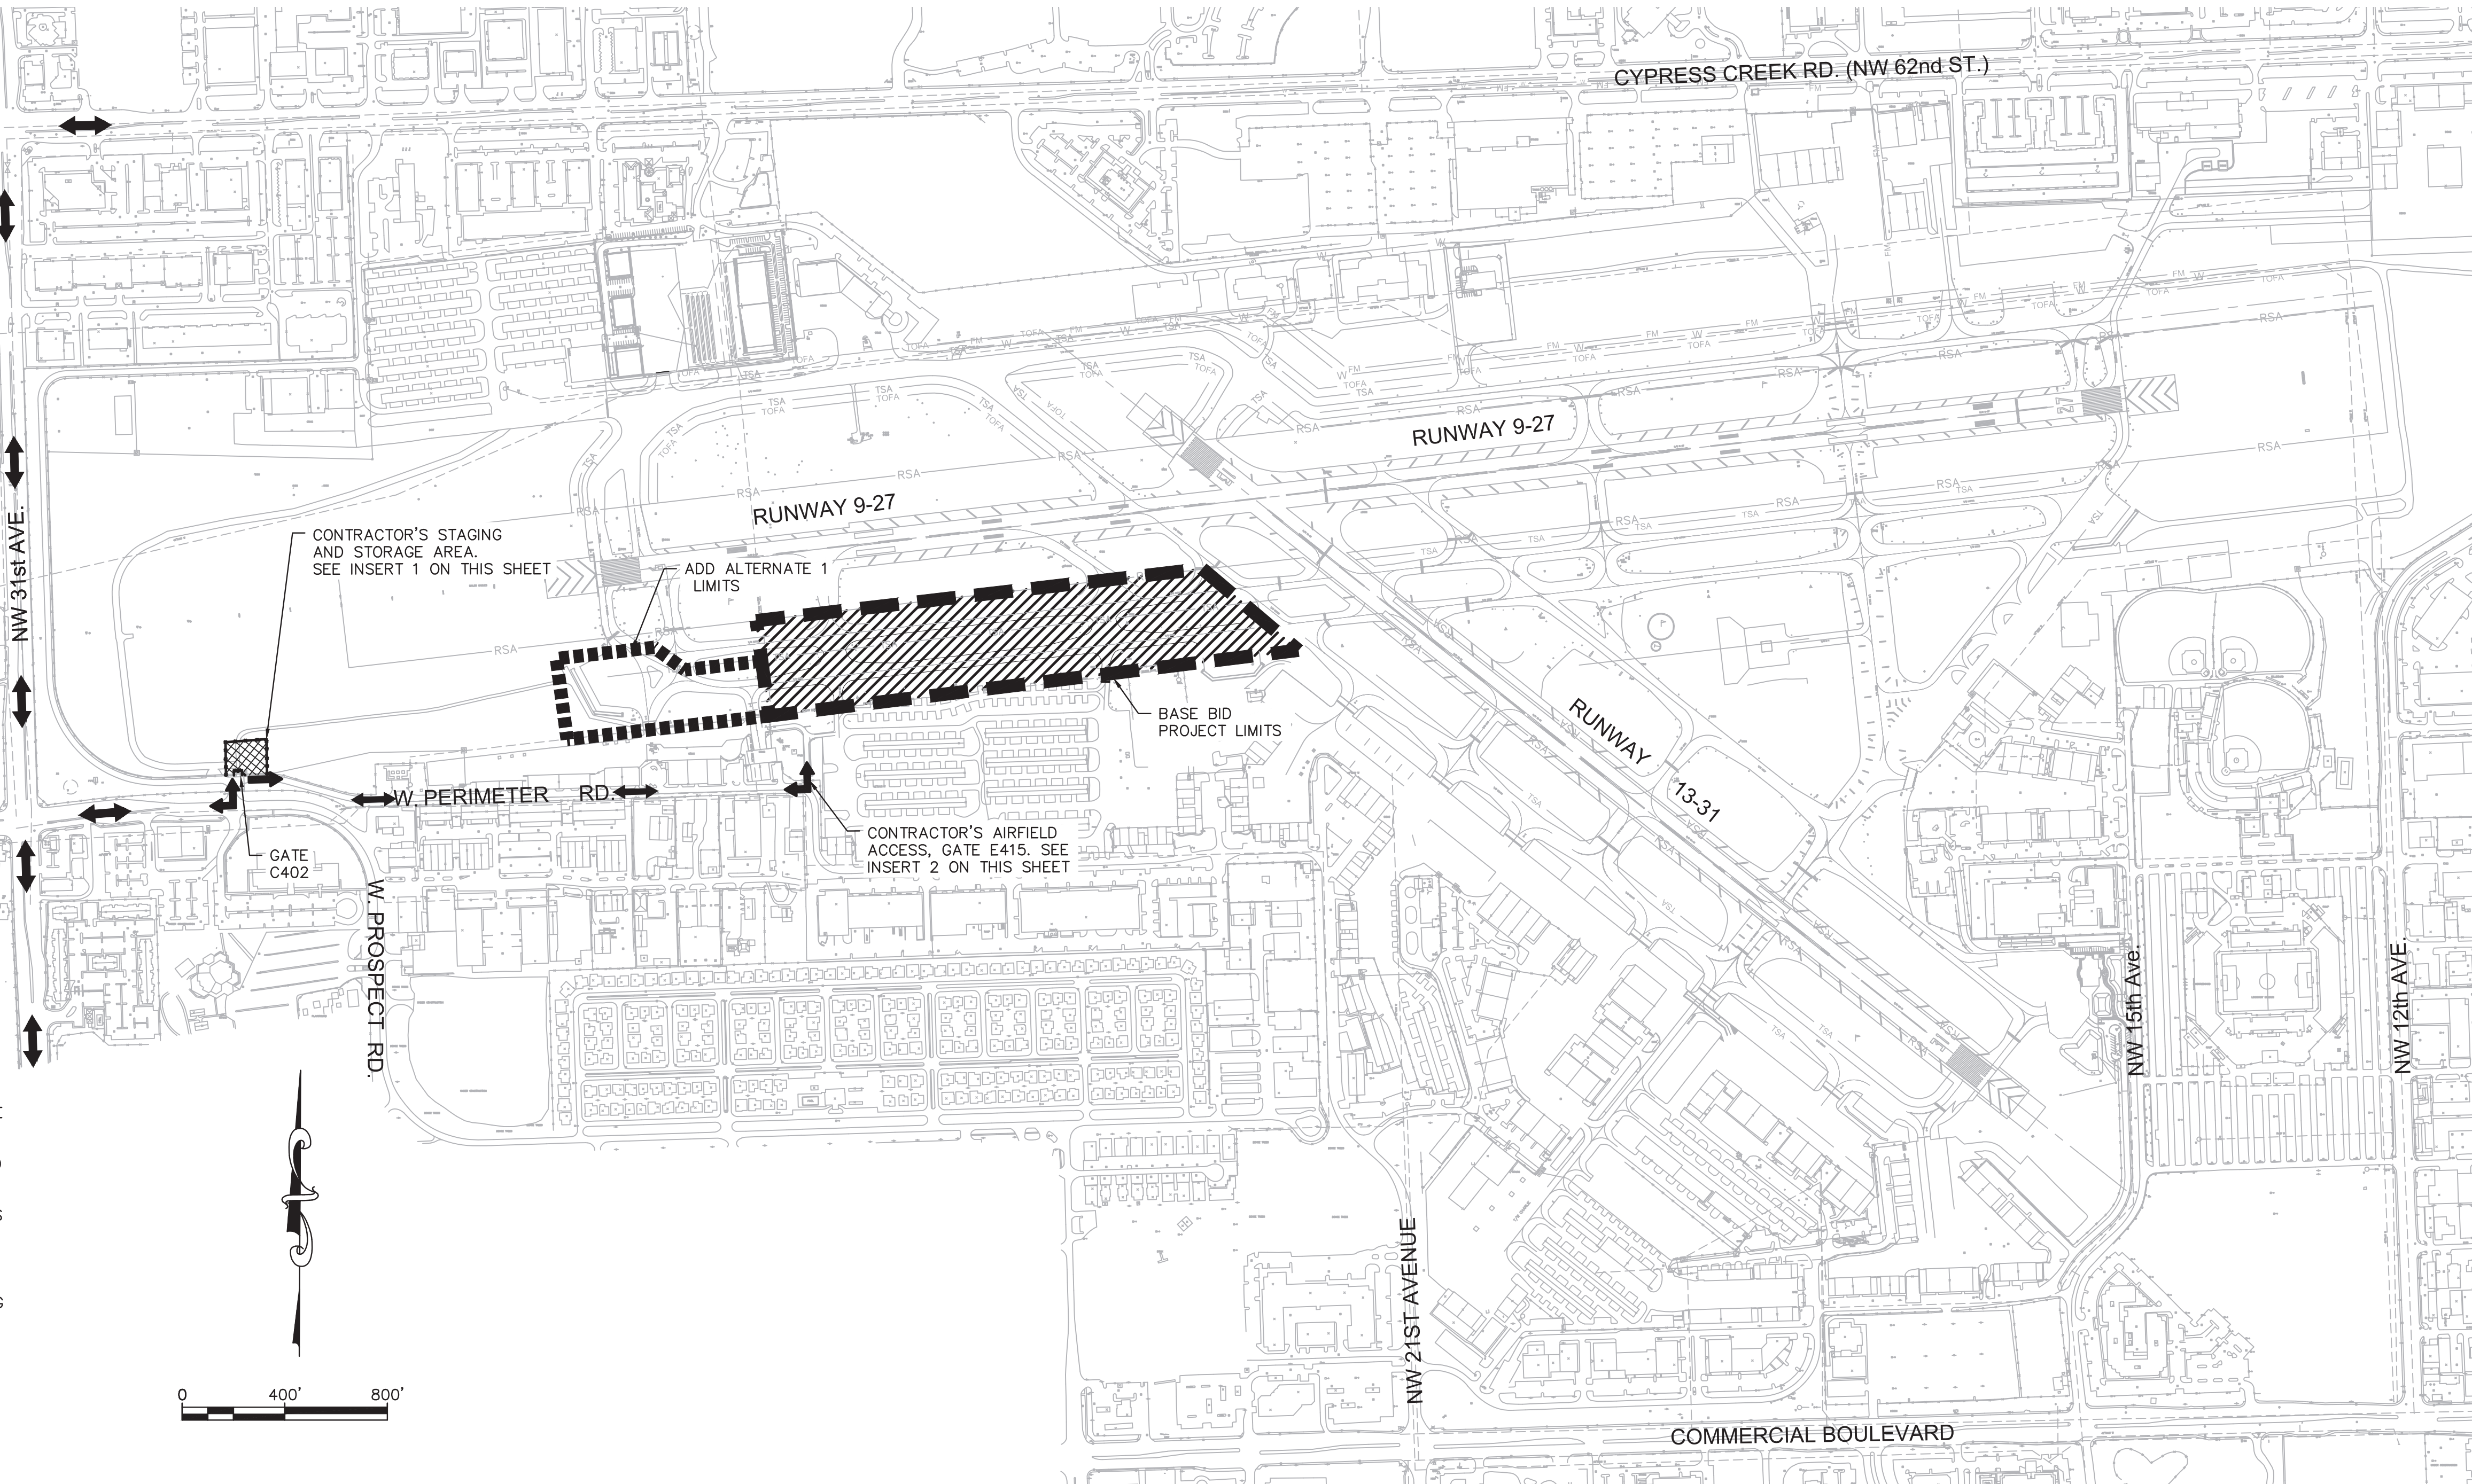 CYPRESS CREEK RD. (NW 62nd ST.)
RUNWAY 9-27
RUNWAY 9-27
CONTRACTOR'S STAGING
AND STORAGE AREA.
SEE INSERT 1 ON THIS SHEET
ADD ALTERNATE 1
LIMITS
NW 31st AVE.
BASE BID
PROJECT LIMITS
RUNWAY
13-31
W. PERIMETER RD.
CONTRACTOR'S AIRFIELD
ACCESS, GATE E415. SEE
INSERT 2 ON THIS SHEET
GATE
C402
W. PROSPECT RD.
NW 15th Ave.
NW 12th AVE.
NW 21ST AVENUE
0 400' 800'
COMMERCIAL BOULEVARD
RSA
TSA
TOFA
FM
W